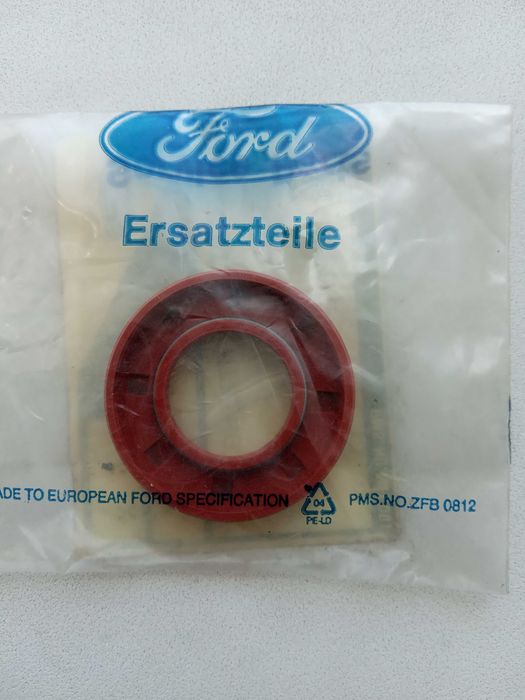 Ford
Ersatzteile
ADE TO EUROPEAN FORD SPECIFICATION
04
PE-LD
PMS.NO.ZFB 0812